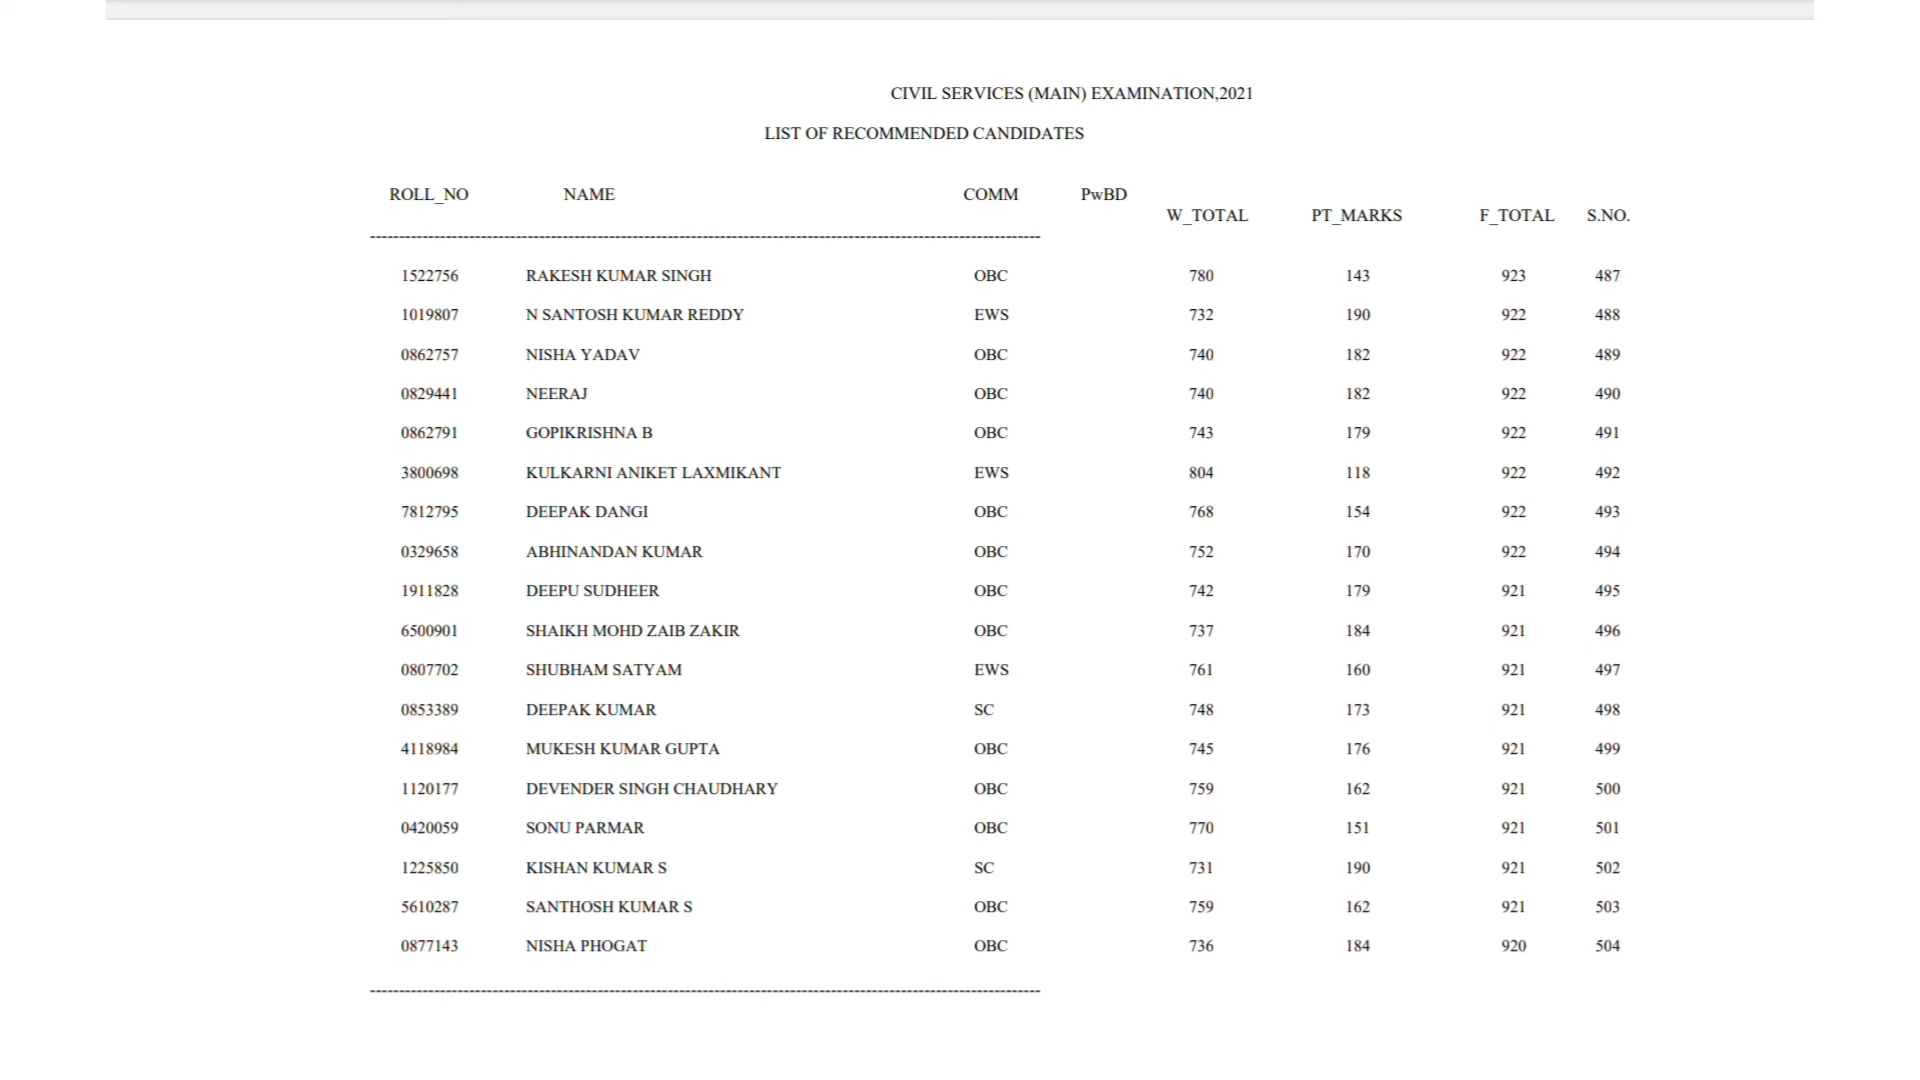 CIVIL SERVICES (MAIN) EXAMINATION,2021
LIST OF RECOMMENDED CANDIDATES
ROLL_NO NAME COMM PwBD
W_TOTAL PT_MARKS F_TOTAL S.NO.
1522756 RAKESH KUMAR SINGH OBC 780 143 923 487
1019807 N SANTOSH KUMAR REDDY EWS 732 190 922 488
0862757 NISHA YADAV OBC 740 182 922 489
0829441 NEERAJ OBC 740 182 922 490
0862791 GOPIKRISHNA B OBC 743 179 922 491
3800698 KULKARNI ANIKET LAXMIKANT EWS 804 118 922 492
7812795 DEEPAK DANGI OBC 768 154 922 493
0329658 ABHINANDAN KUMAR OBC 752 170 922 494
1911828 DEEPU SUDHEER OBC 742 179 921 495
6500901 SHAIKH MOHD ZAIB ZAKIR OBC 737 184 921 496
0807702 SHUBHAM SATYAM EWS 761 160 921 497
0853389 DEEPAK KUMAR SC 748 173 921 498
4118984 MUKESH KUMAR GUPTA OBC 745 176 921 499
1120177 DEVENDER SINGH CHAUDHARY OBC 759 162 921 500
0420059 SONU PARMAR OBC 770 151 921 501
1225850 KISHAN KUMAR S SC 731 190 921 502
5610287 SANTHOSH KUMAR S OBC 759 162 921 503
0877143 NISHA PHOGAT OBC 736 184 920 504